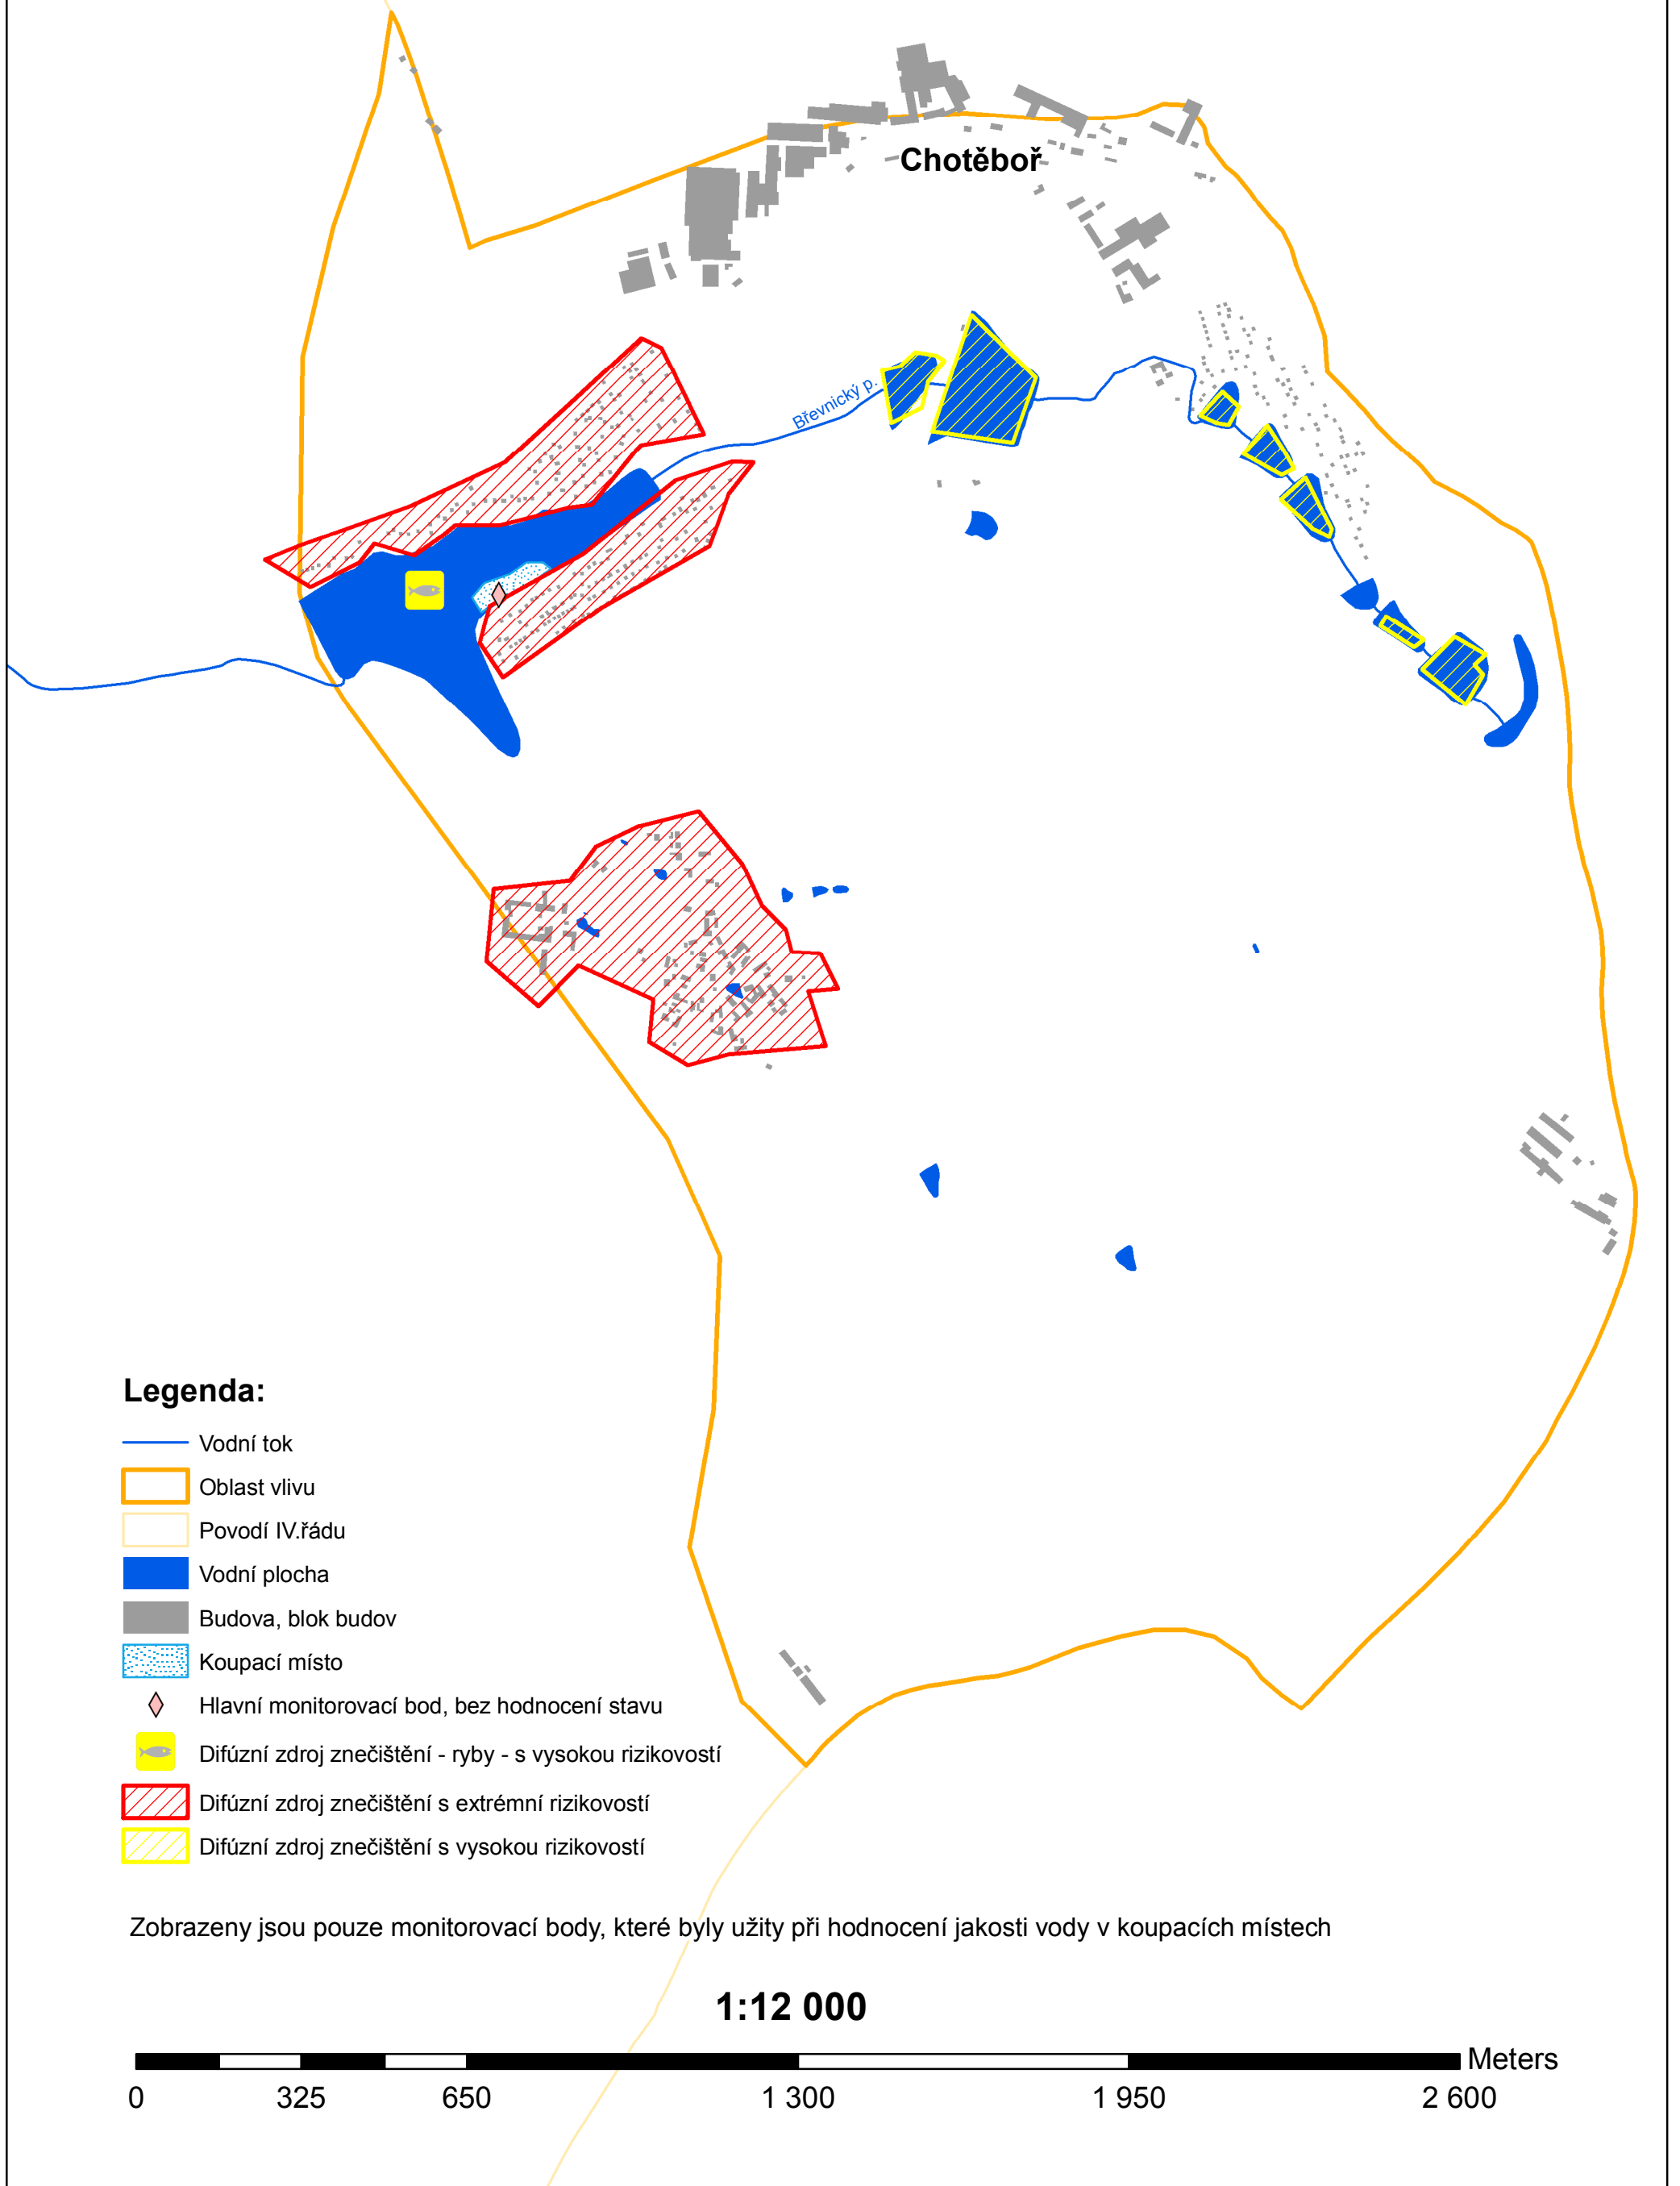 Chotěboř
Břevnický p.
Legenda:
Vodní tok
Oblast vlivu
Povodí IV.řádu
Vodní plocha
Budova, blok budov
Koupací místo
Hlavní monitorovací bod, bez hodnocení stavu
Difúzní zdroj znečištění - ryby - s vysokou rizikovostí
Difúzní zdroj znečištění s extrémní rizikovostí
Difúzní zdroj znečištění s vysokou rizikovostí
Zobrazeny jsou pouze monitorovací body, které byly užity při hodnocení jakosti vody v koupacích místech
1:12 000
Meters
0 325 650 1 300 1 950 2 600